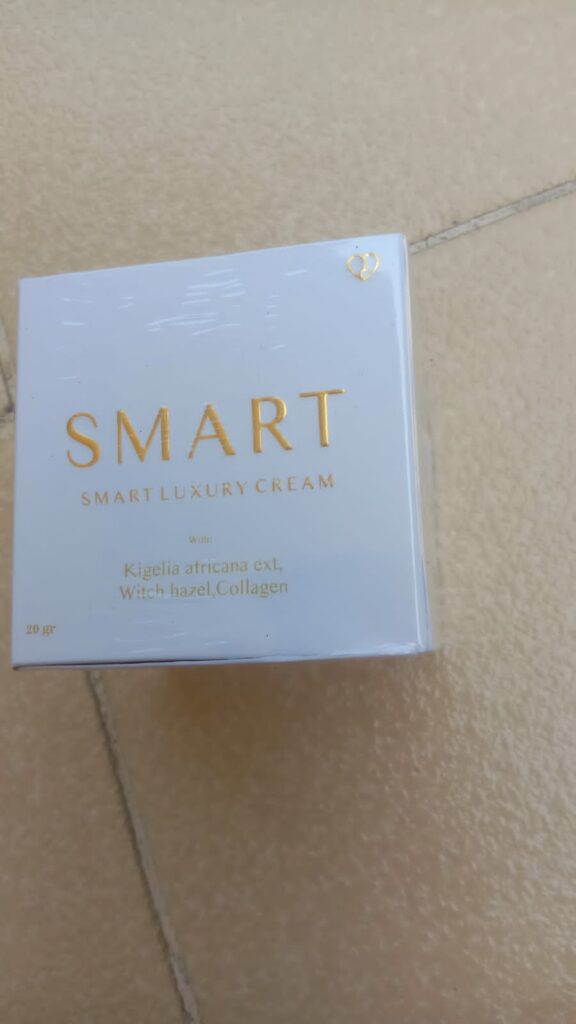 SMART
SMART LUXURY CREAM
With:
Kigelia africana ext,
Witch hazel,Collagen
20 gr